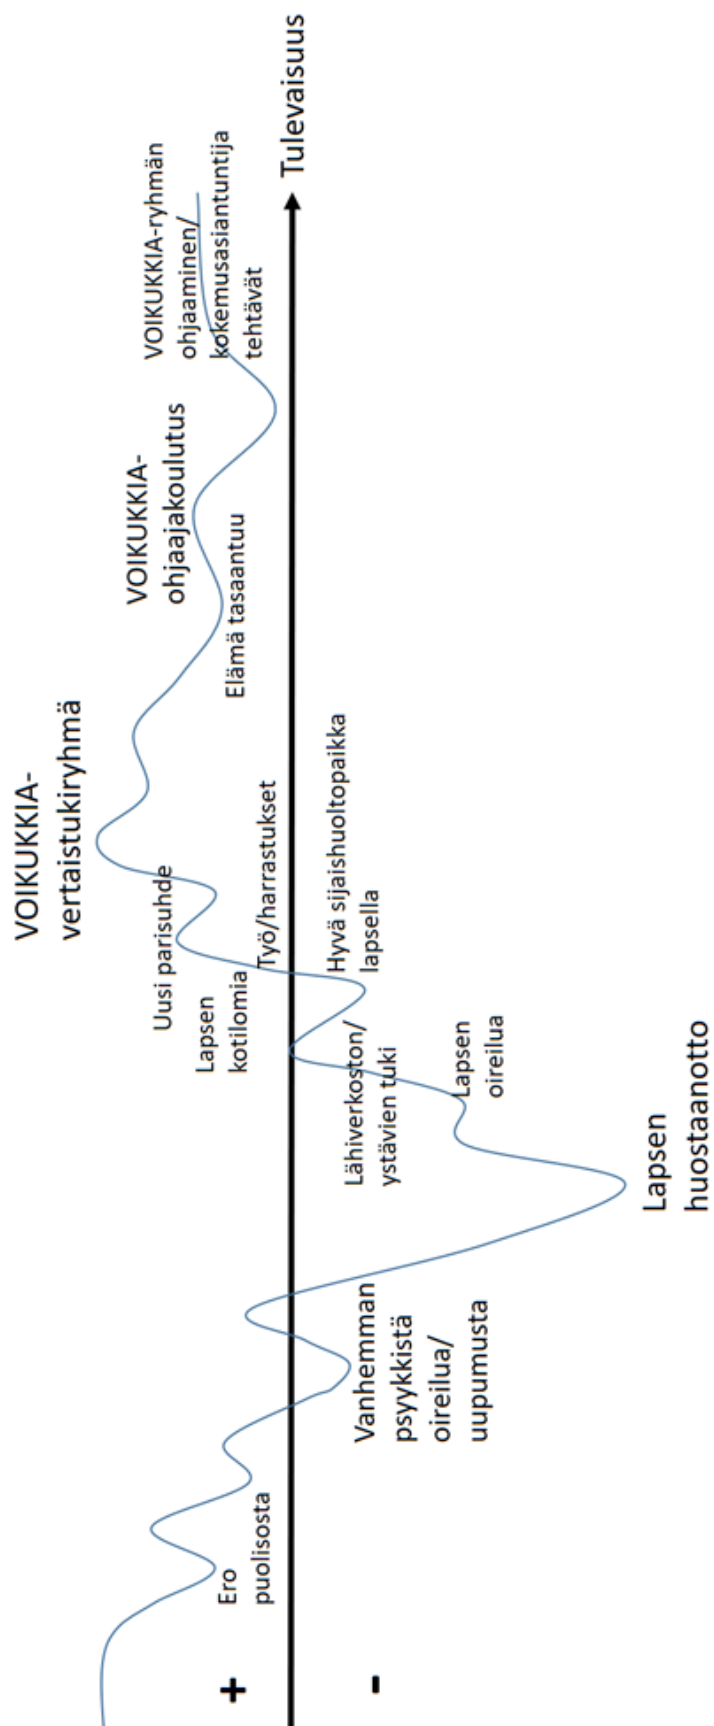 +
-
Ero
puolisosta
Vanhemman
psyykkistä
oireilua/
uupumusta
Lapsen
huostaanotto
Lapsen
oireilua
Lähiverkoston/
ystävien tuki
Lapsen
kotilomia
Uusi parisuhde
Hyvä sijaishuoltopaikka
lapsella
Työ/harrastukset
VOIKUKKIA-
vertaistukiryhmä
Elämä tasaantuu
VOIKUKKIA-
ohjaajakoulutus
VOIKUKKIA-ryhmän
ohjaaminen/
kokemusasiantuntija
tehtävät
Tulevaisuus